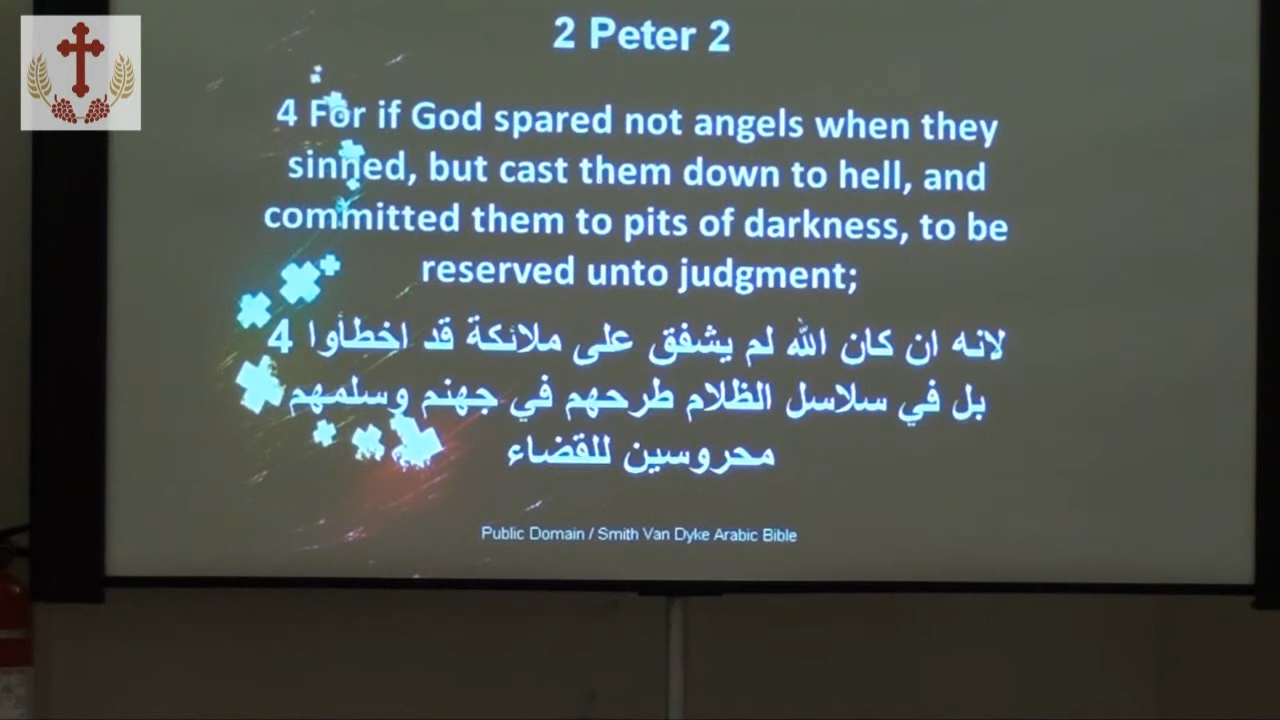 2 Peter 2
4 For if God spared not angels when they
sinned, but cast them down to hell, and
committed them to pits of darkness, to be
reserved unto judgment;
4 لانه ان كان الله لم يشفق على ملائكة قد اخطأوا
بل في سلاسل الظلام طرحهم في جهنم وسلمهم
محروسين للقضاء
Public Domain / Smith Van Dyke Arabic Bible